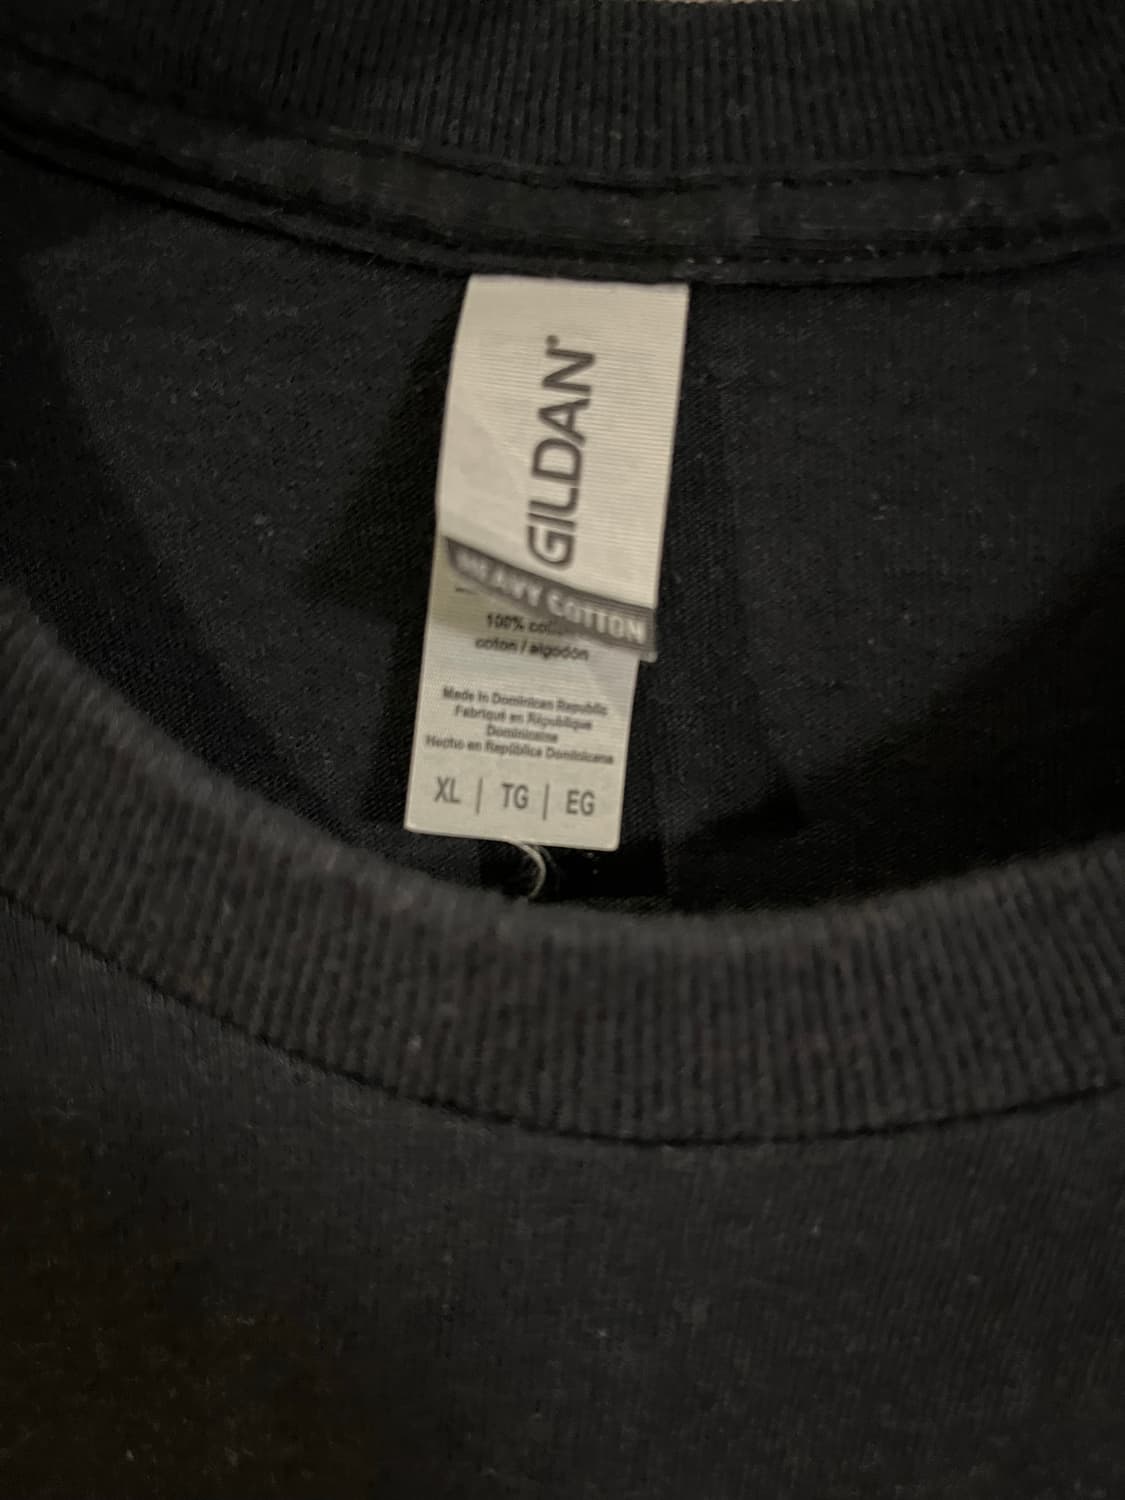 GILDAN
HEAVY COTTON
100%
coton / algodón
Made in Dominican Republic
Fabriqué en République
Dominicaine
Hecho en República Dominicana
XL | TG | EG